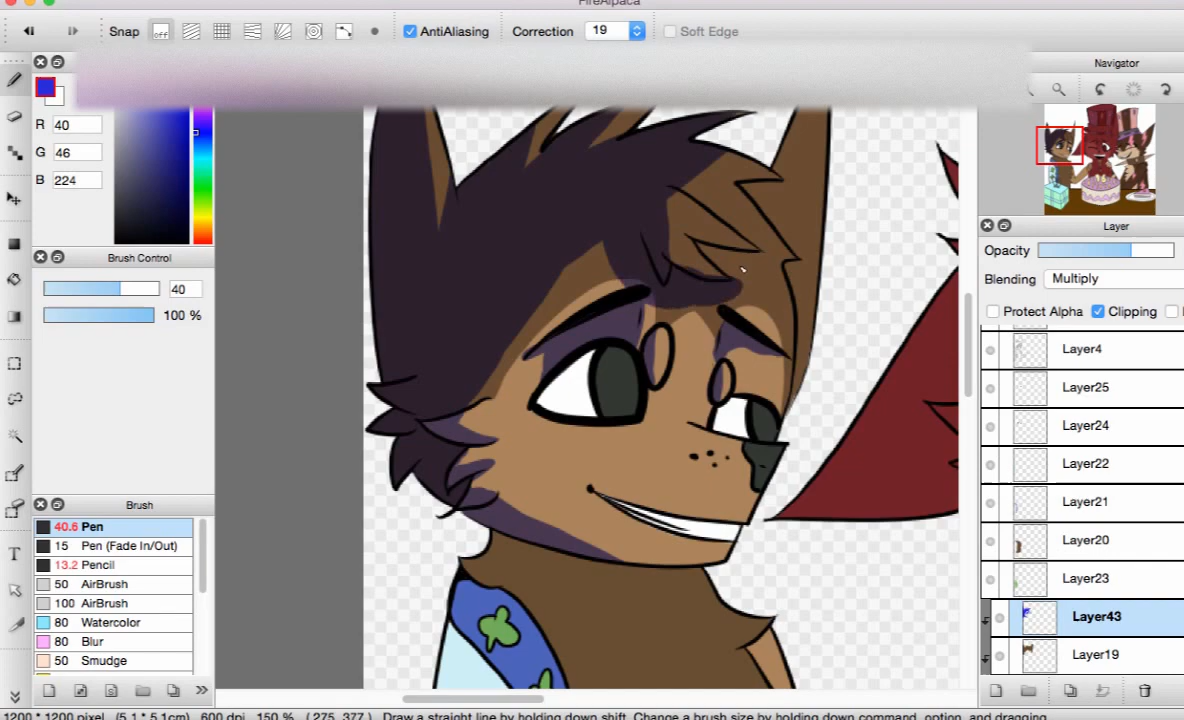 FireAlpaca
Snap off AntiAliasing Correction 19 Soft Edge
Navigator
R 40
G 46
B 224
Brush Control
40
100 %
Layer
Opacity
Blending Multiply
Protect Alpha Clipping
Layer4
Layer25
Layer24
Layer22
Layer21
Layer20
Layer23
Layer43
Layer19
Brush
40.6 Pen
15 Pen (Fade In/Out)
13.2 Pencil
50 AirBrush
100 AirBrush
80 Watercolor
80 Blur
50 Smudge
T
S
1200 * 1200 pixel (5.1 * 5.1cm) 600 dpi 150 % ( 275, 377 ) Draw a straight line by holding down shift, Change a brush size by holding down command, option, and dragging